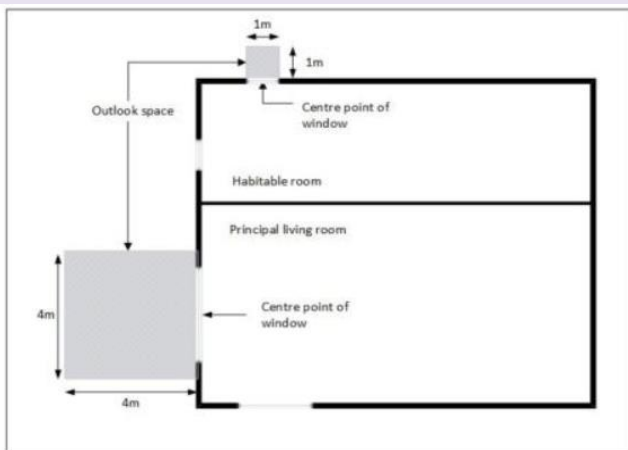 1m
1m
Outlook space
Centre point of
window
Habitable room
Principal living room
4m
Centre point of
window
4m